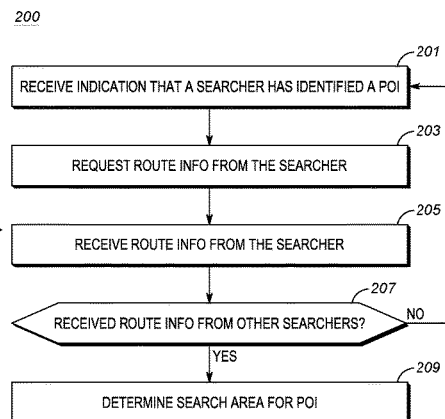 200
201
RECEIVE INDICATION THAT A SEARCHER HAS IDENTIFIED A POI
203
REQUEST ROUTE INFO FROM THE SEARCHER
205
RECEIVE ROUTE INFO FROM THE SEARCHER
207
RECEIVED ROUTE INFO FROM OTHER SEARCHERS?
NO
YES
209
DETERMINE SEARCH AREA FOR POI